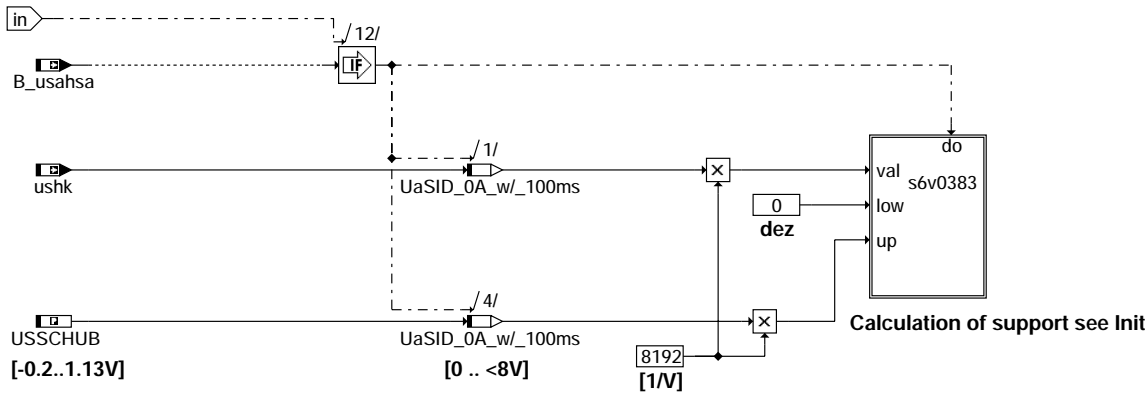 in
/12/
IF
B_usahsa
do
/1/
val
s6v0383
ushk
UaSID_0A_w/_100ms
0
low
dez
up
/4/
USSCHUB
UaSID_0A_w/_100ms
Calculation of support see Init
8192
[-0.2..1.13V]
[0 .. <8V]
[1/V]